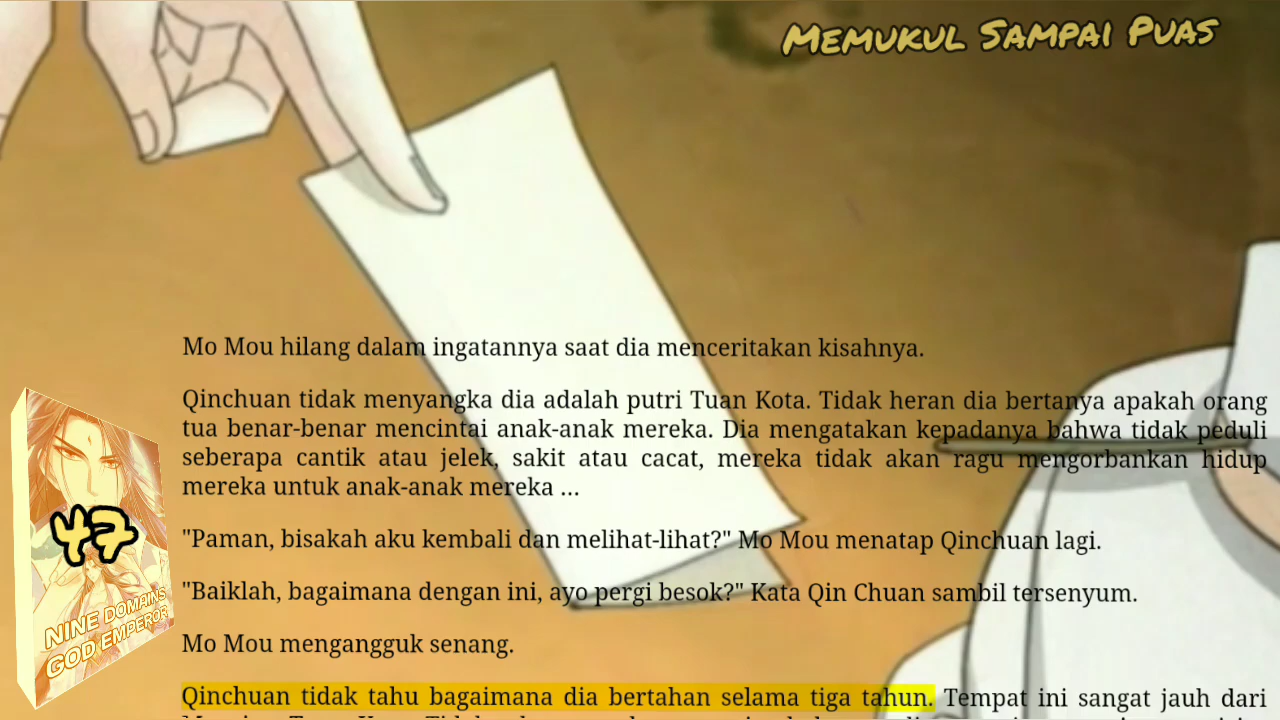 Memukul Sampai Puas
Mo Mou hilang dalam ingatannya saat dia menceritakan kisahnya.
Qinchuan tidak menyangka dia adalah putri Tuan Kota. Tidak heran dia bertanya apakah orang
tua benar-benar mencintai anak-anak mereka. Dia mengatakan kepadanya bahwa tidak peduli
seberapa cantik atau jelek, sakit atau cacat, mereka tidak akan ragu mengorbankan hidup
mereka untuk anak-anak mereka ...
"Paman, bisakah aku kembali dan melihat-lihat?" Mo Mou menatap Qinchuan lagi.
"Baiklah, bagaimana dengan ini, ayo pergi besok?" Kata Qin Chuan sambil tersenyum.
Mo Mou mengangguk senang.
Qinchuan tidak tahu bagaimana dia bertahan selama tiga tahun. Tempat ini sangat jauh dari
47
NINE DOMAINS
GOD EMPEROR